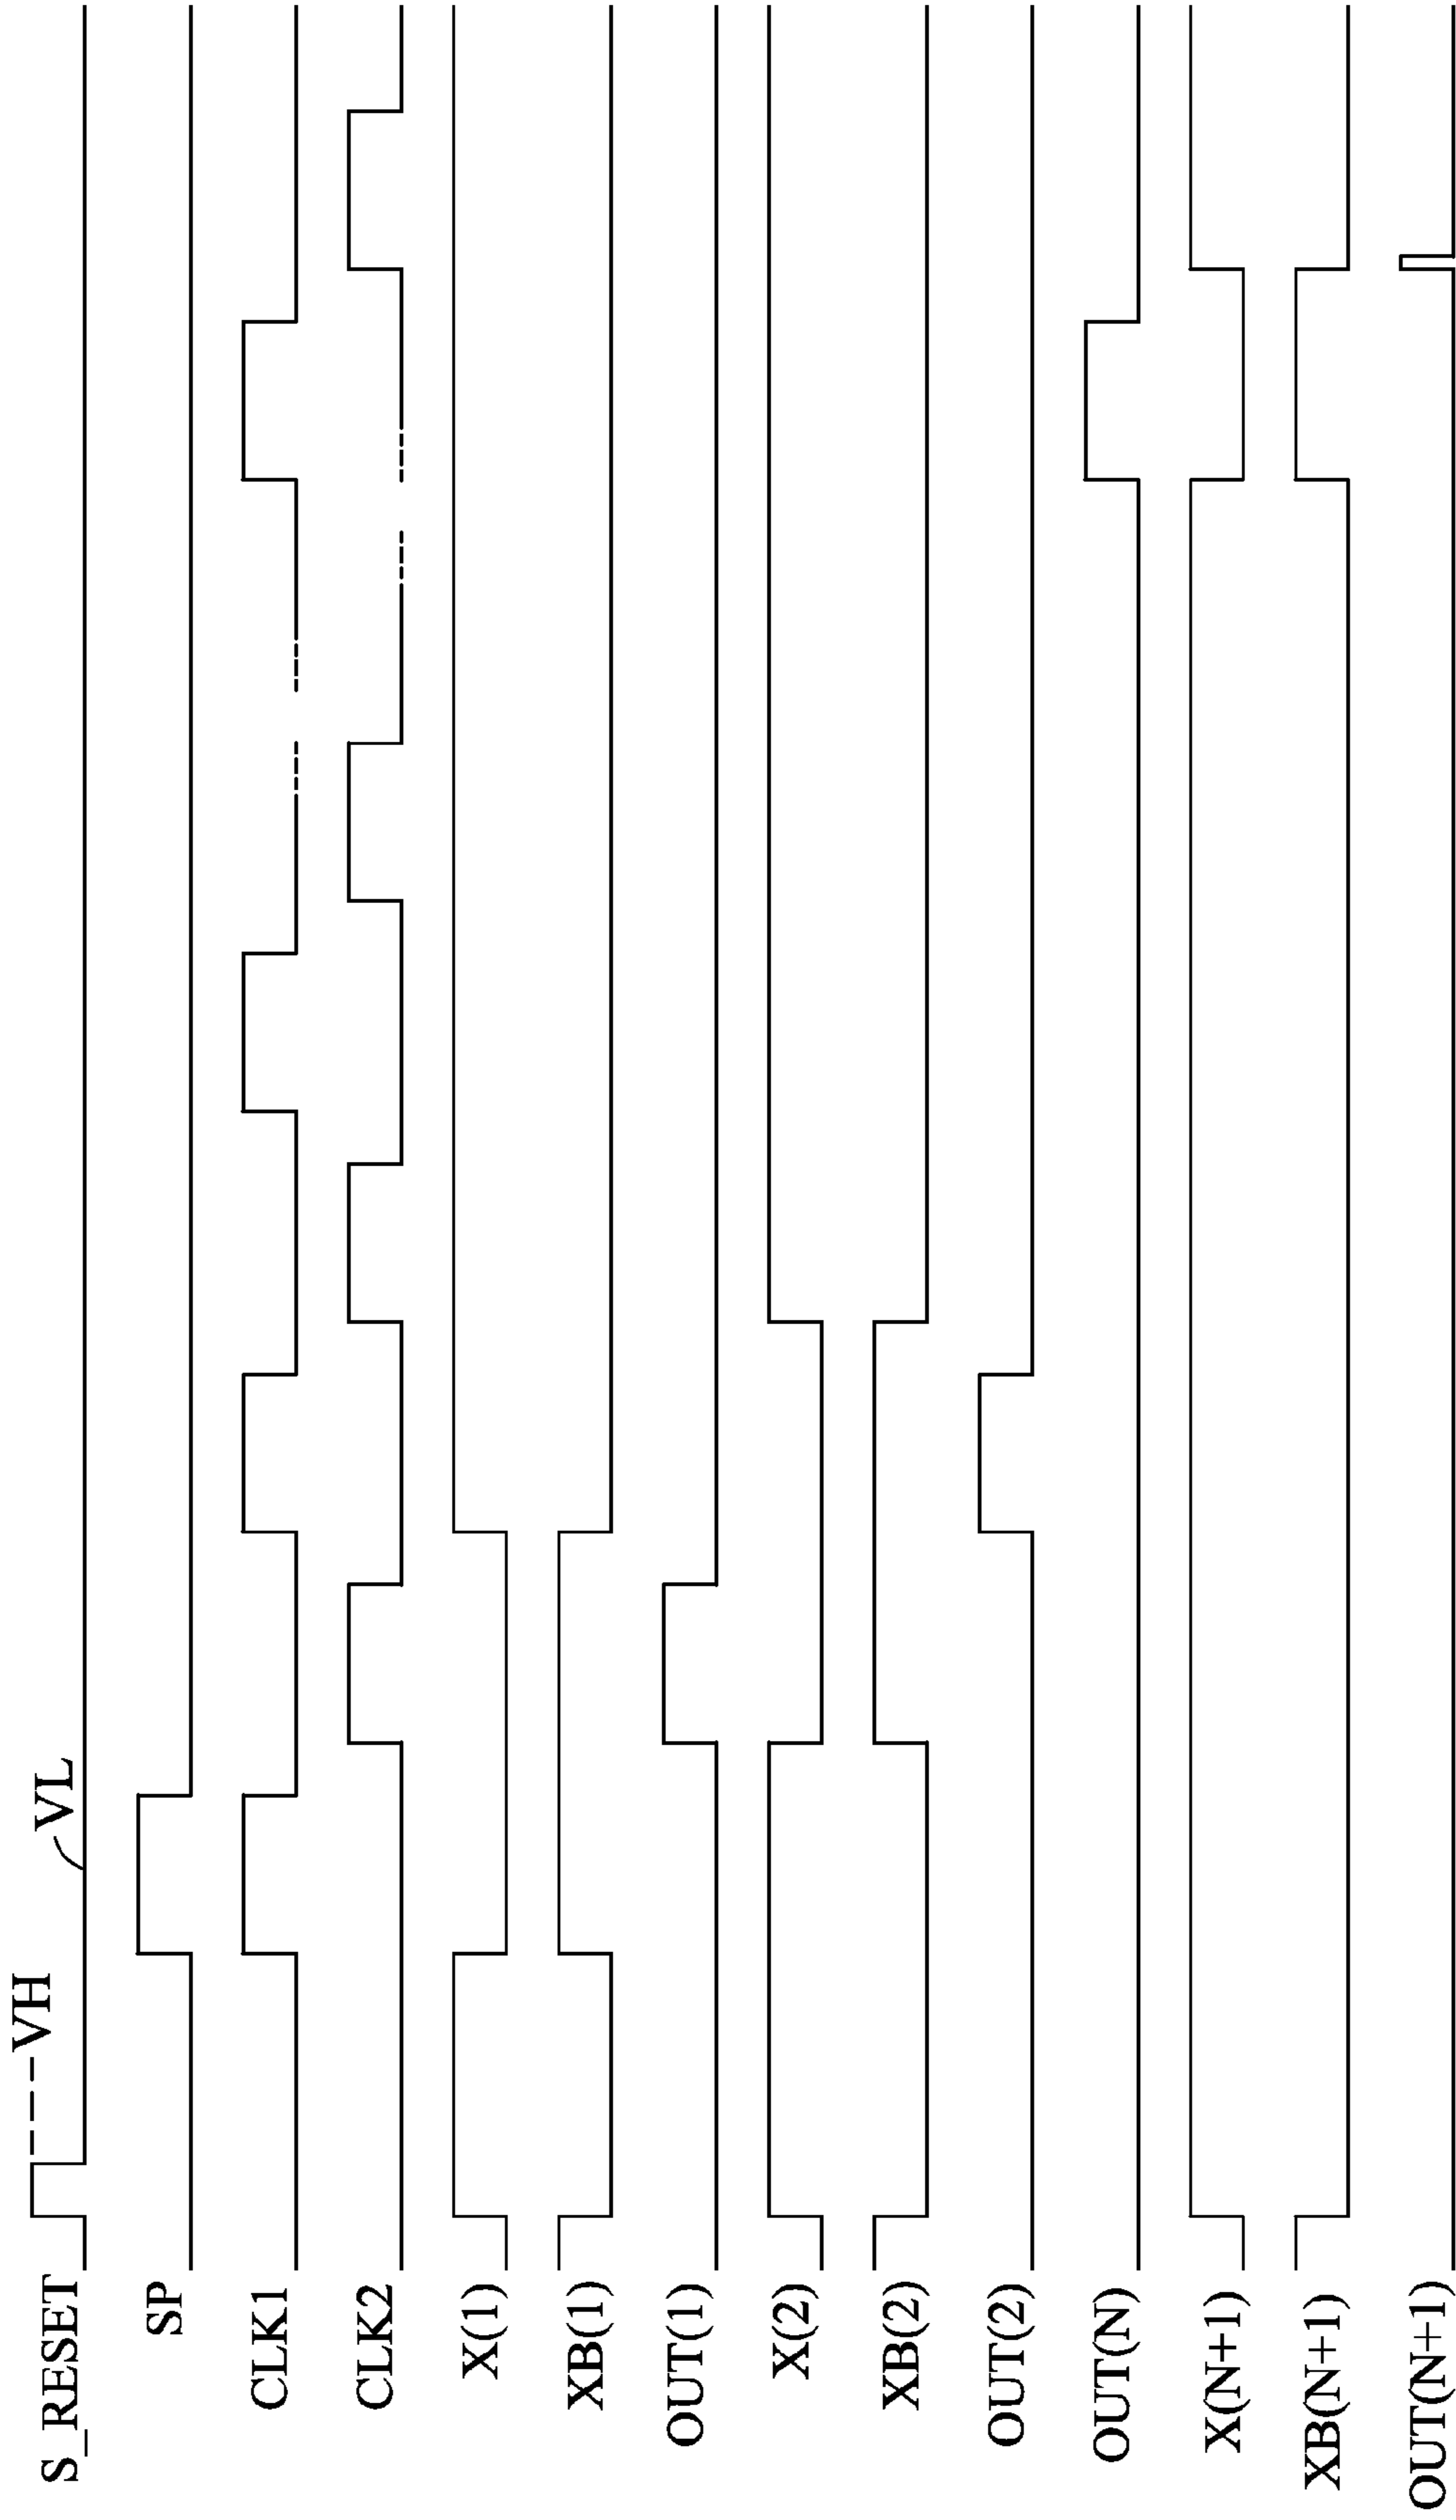 S_RESET
VH
VL
SP
CLK1
CLK2
X(1)
XB(1)
OUT(1)
X(2)
XB(2)
OUT(2)
OUT(N)
X(N+1)
XB(N+1)
OUT(N+1)